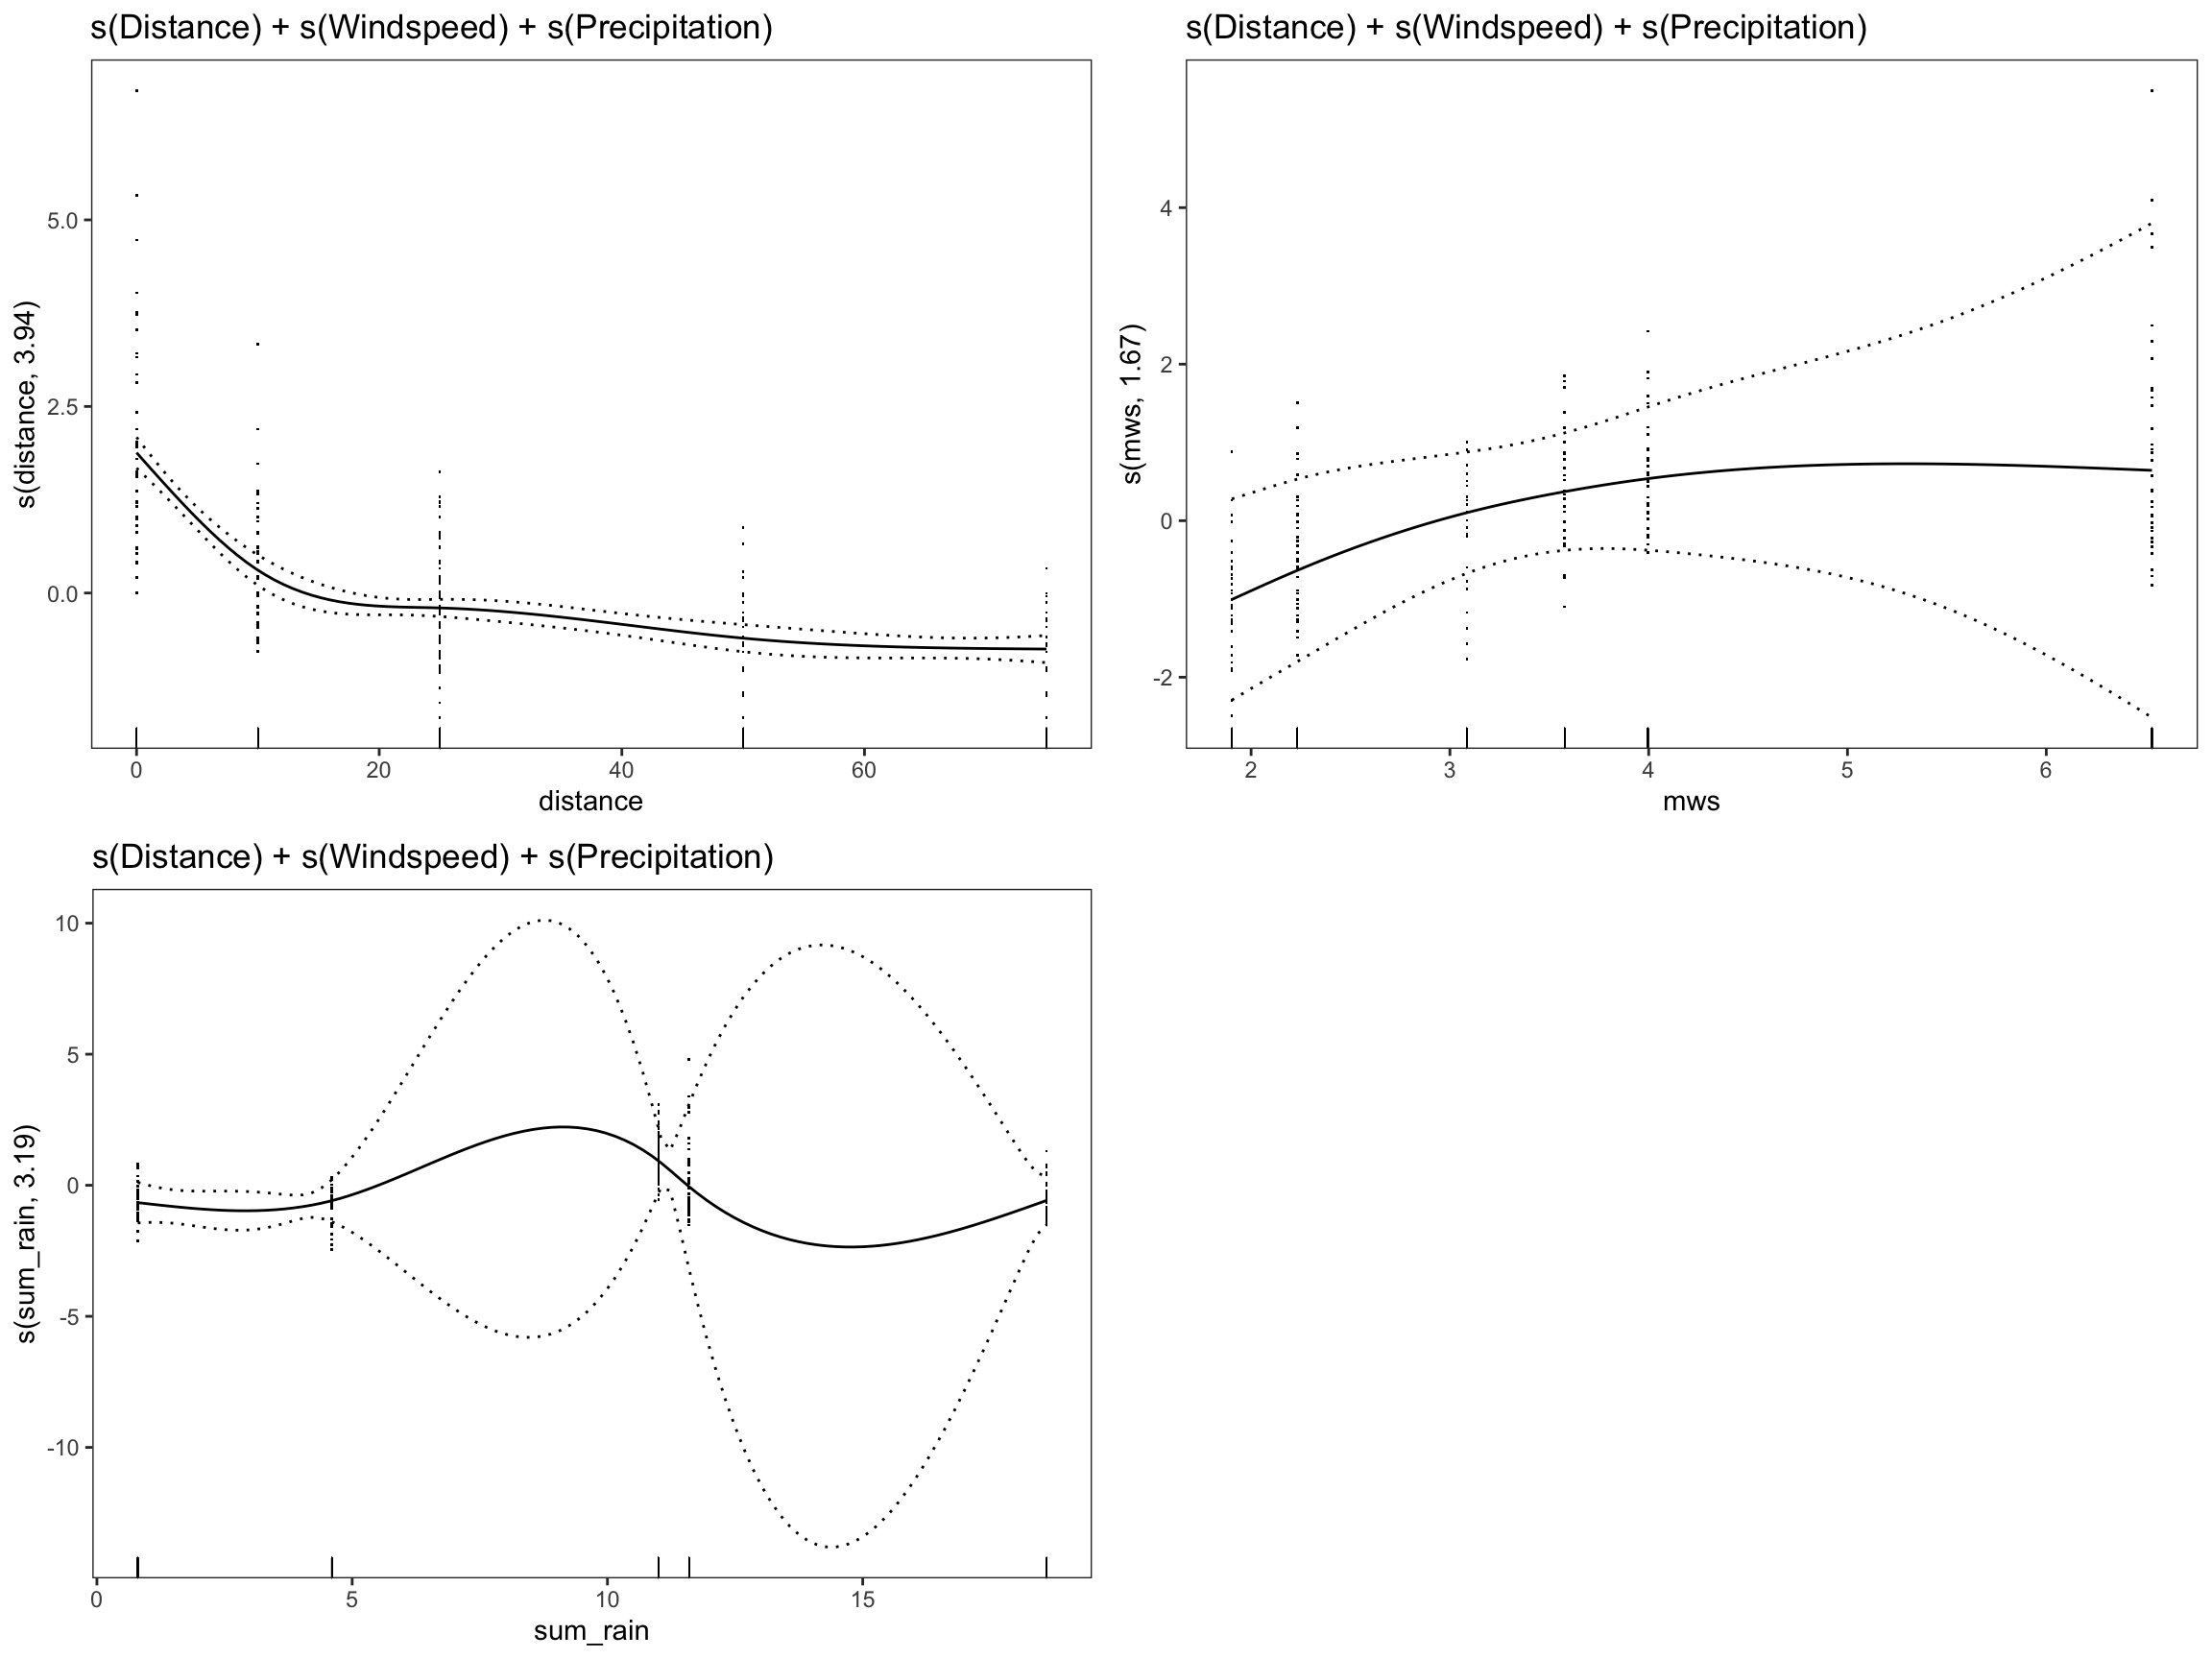 s(Distance) + s(Windspeed) + s(Precipitation)
s(distance, 3.94)
5.0
2.5
0.0
0 20 40 60
distance
s(Distance) + s(Windspeed) + s(Precipitation)
s(mws, 1.67)
4
2
0
-2
2 3 4 5 6
mws
s(Distance) + s(Windspeed) + s(Precipitation)
s(sum_rain, 3.19)
10
5
0
-5
-10
0 5 10 15
sum_rain